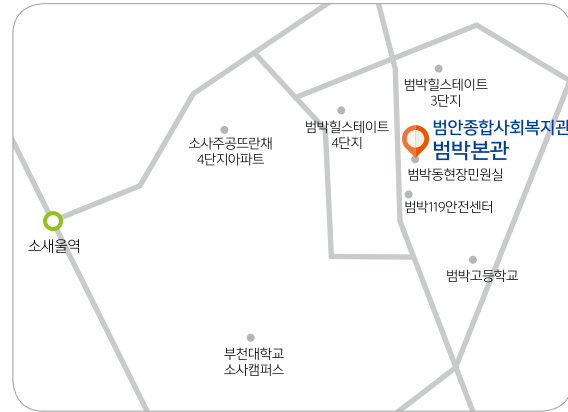 범박힐스테이트
3단지
범박힐스테이트
4단지
범안종합사회복지관
범박본관
소사주공뜨란채
4단지아파트
범박동현장민원실
범박119안전센터
소새울역
범박고등학교
부천대학교
소사캠퍼스